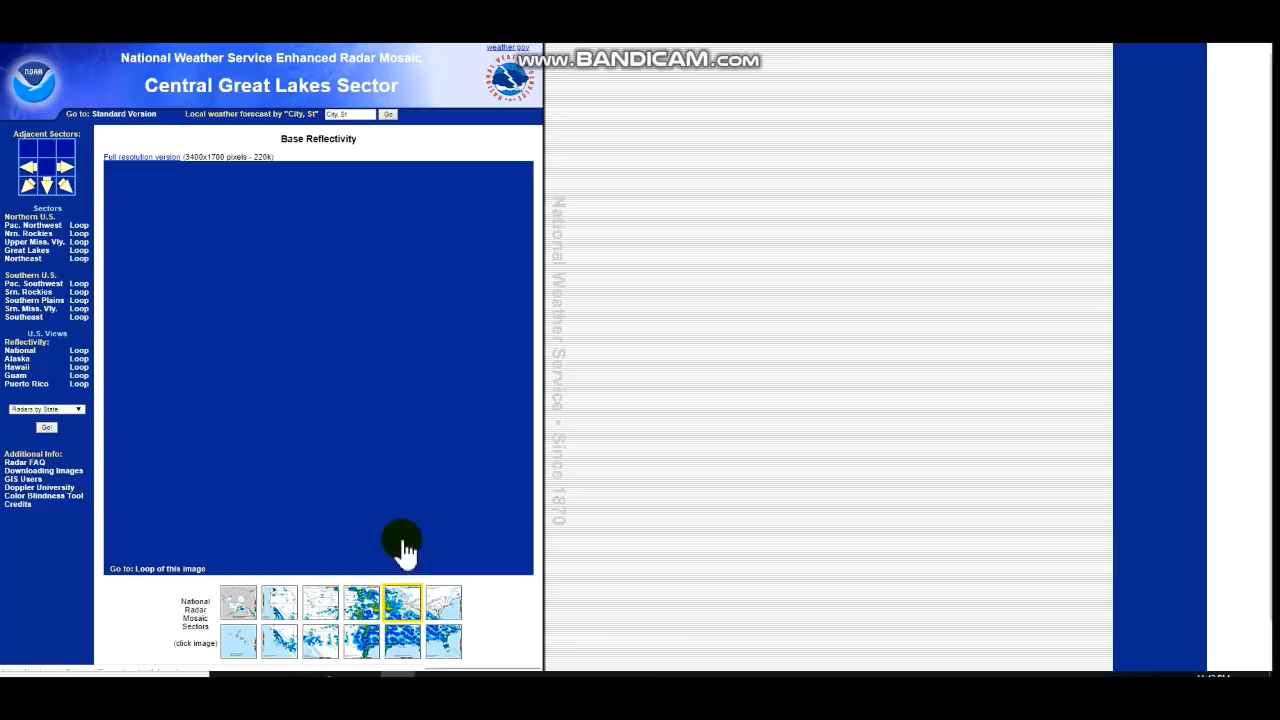 weather.gov
www.BANDICAM.com
NOAA
National Weather Service Enhanced Radar Mosaic
Central Great Lakes Sector
Go to: Standard Version
Local weather forecast by "City, St"
City, St
Go
Adjacent Sectors:
Base Reflectivity
Full resolution version (3400x1700 pixels - 220k)
Sectors
Northern U.S.
Pac. Northwest Loop
Nrn. Rockies Loop
Upper Miss. Vly. Loop
Great Lakes Loop
Northeast Loop
Southern U.S.
Pac. Southwest Loop
Srn. Rockies Loop
Southern Plains Loop
Srn. Miss. Vly. Loop
Southeast Loop
U.S. Views
Reflectivity:
National Loop
Alaska Loop
Hawaii Loop
Guam Loop
Puerto Rico Loop
Radars by State
Go!
Additional Info:
Radar FAQ
Downloading Images
GIS Users
Doppler University
Color Blindness Tool
Credits
National Weather Service - Since 1870
Go to: Loop of this image
National
Radar
Mosaic
Sectors
(click image)